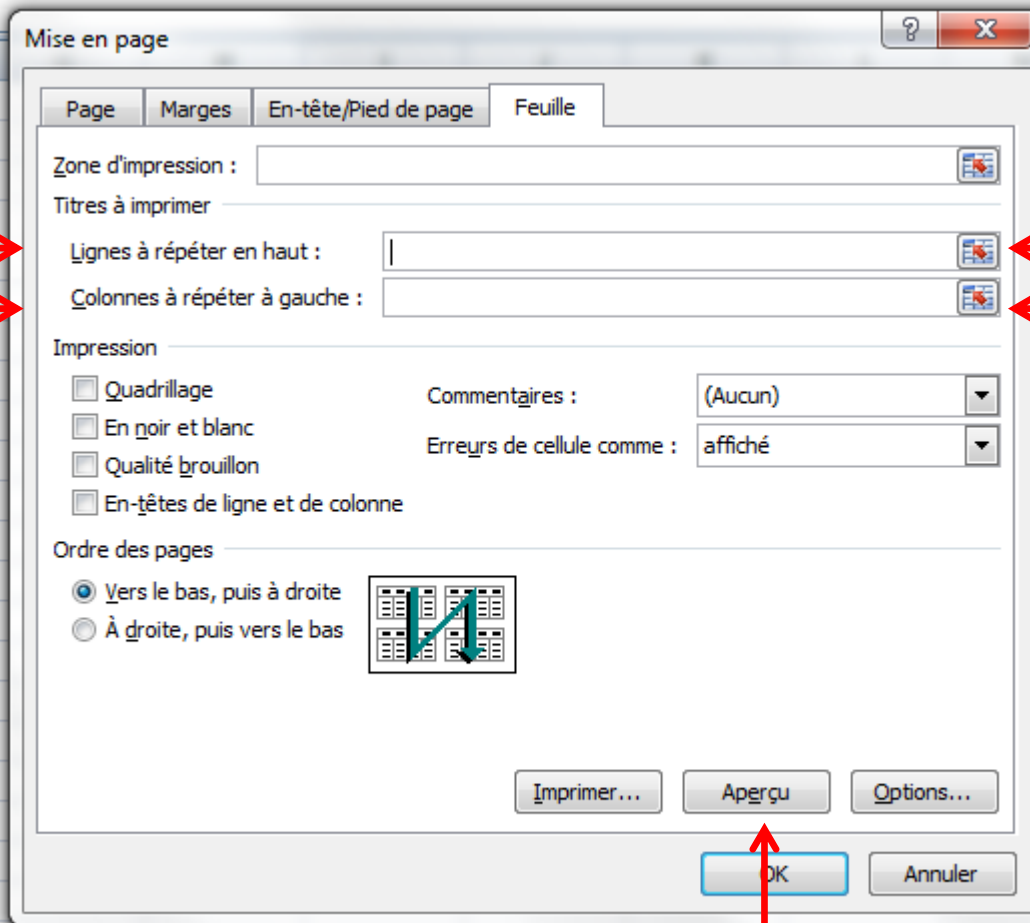 Mise en page
Page Marges En-tête/Pied de page Feuille
Zone d'impression :
Titres à imprimer
Lignes à répéter en haut :
Colonnes à répéter à gauche :
Impression
Quadrillage
Commentaires : (Aucun)
En noir et blanc
Erreurs de cellule comme : affiché
Qualité brouillon
En-têtes de ligne et de colonne
Ordre des pages
Vers le bas, puis à droite
À droite, puis vers le bas
Imprimer... Aperçu Options...
OK Annuler